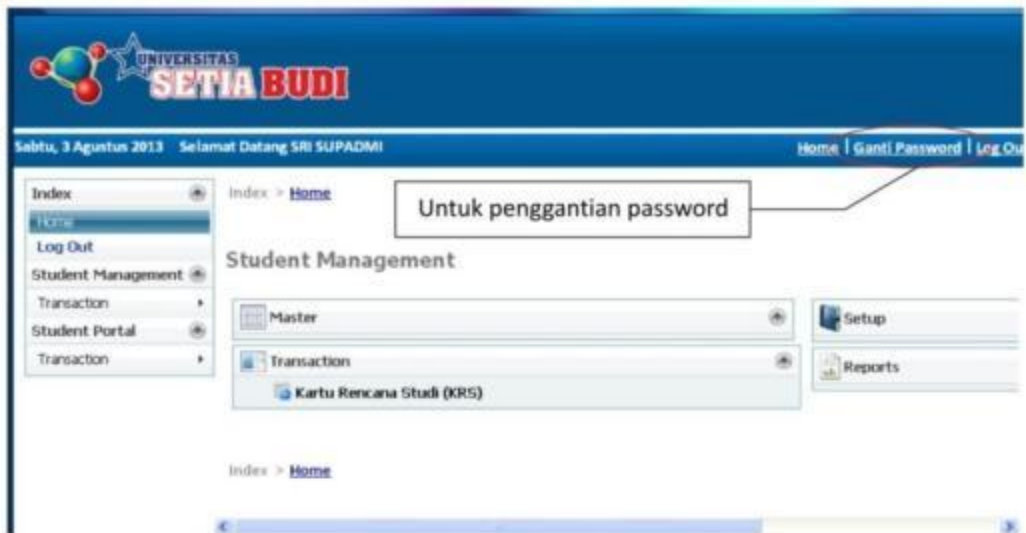 UNIVERSITAS
SETIA BUDI
Sabtu, 3 Agustus 2013 Selamat Datang SRI SUPADMI
Home | Ganti Password | Log Ou
Index
Home
Log Out
Student Management
Transaction
Student Portal
Transaction
Index > Home
Untuk penggantian password
Student Management
Master
Setup
Transaction
Reports
Kartu Rencana Studi (KRS)
Index > Home